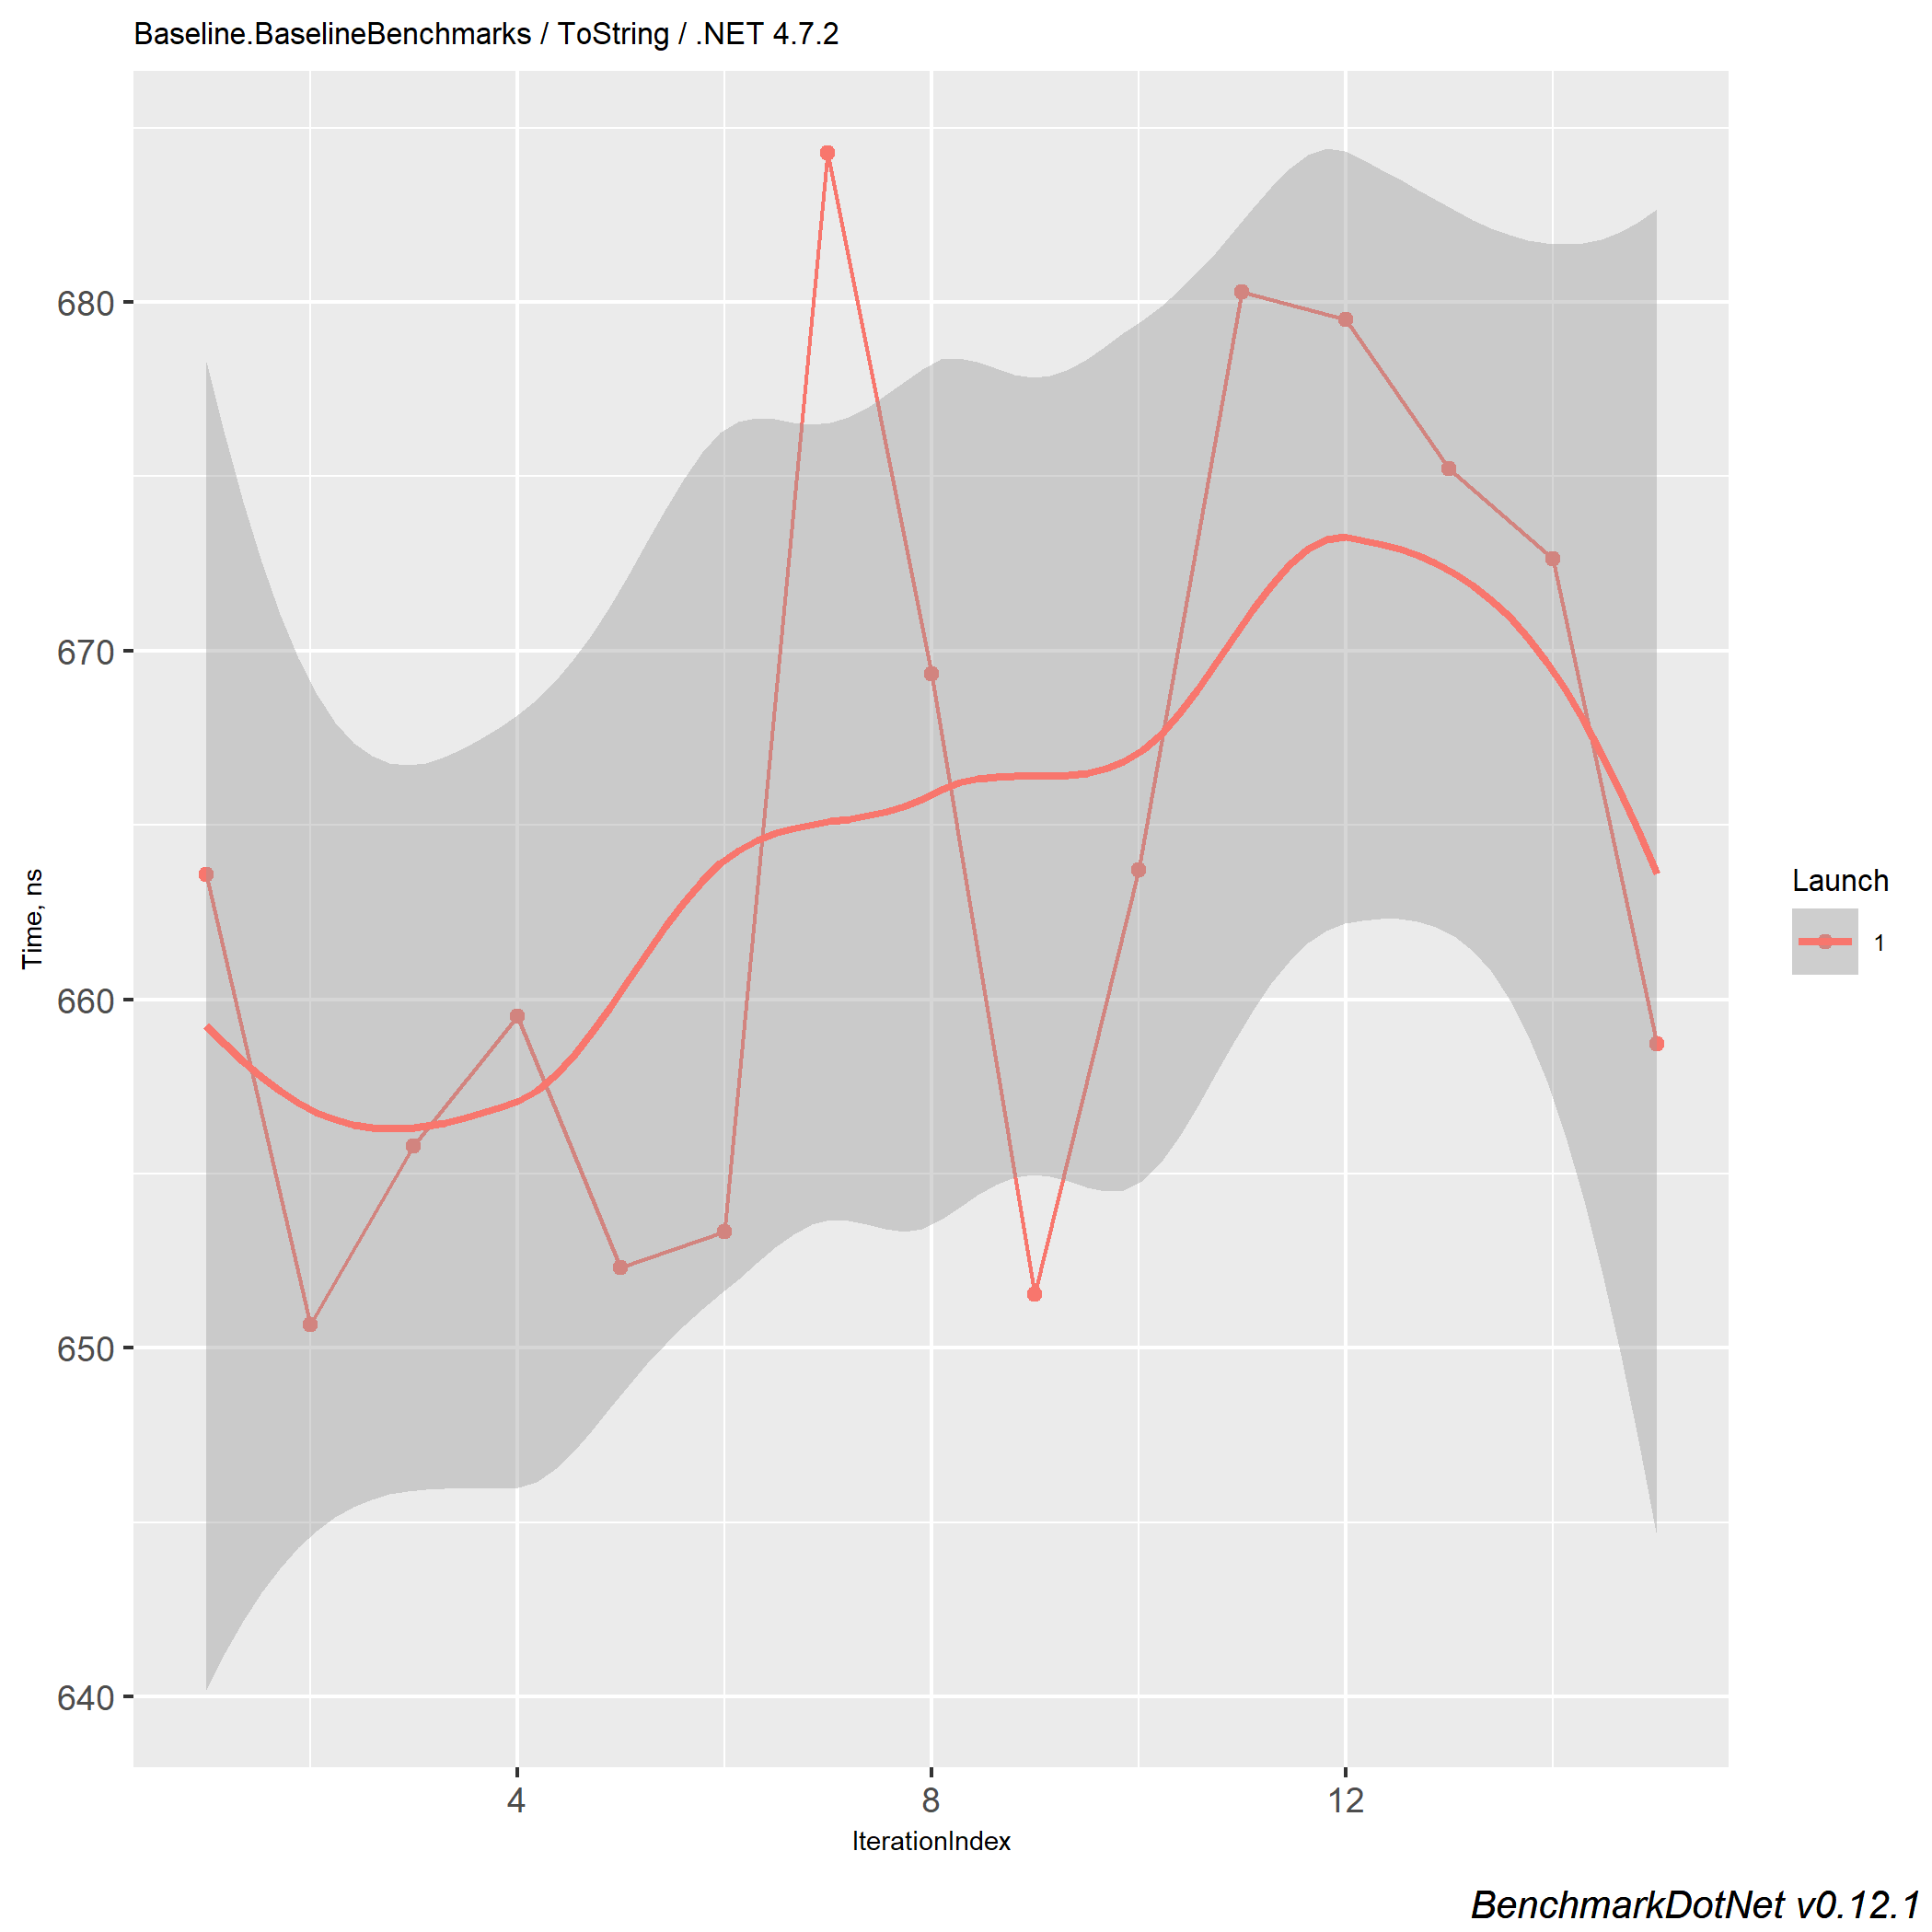 Baseline.BaselineBenchmarks / ToString / .NET 4.7.2
680
670
660
650
640
Time, ns
4
8
12
IterationIndex
Launch
1
BenchmarkDotNet v0.12.1